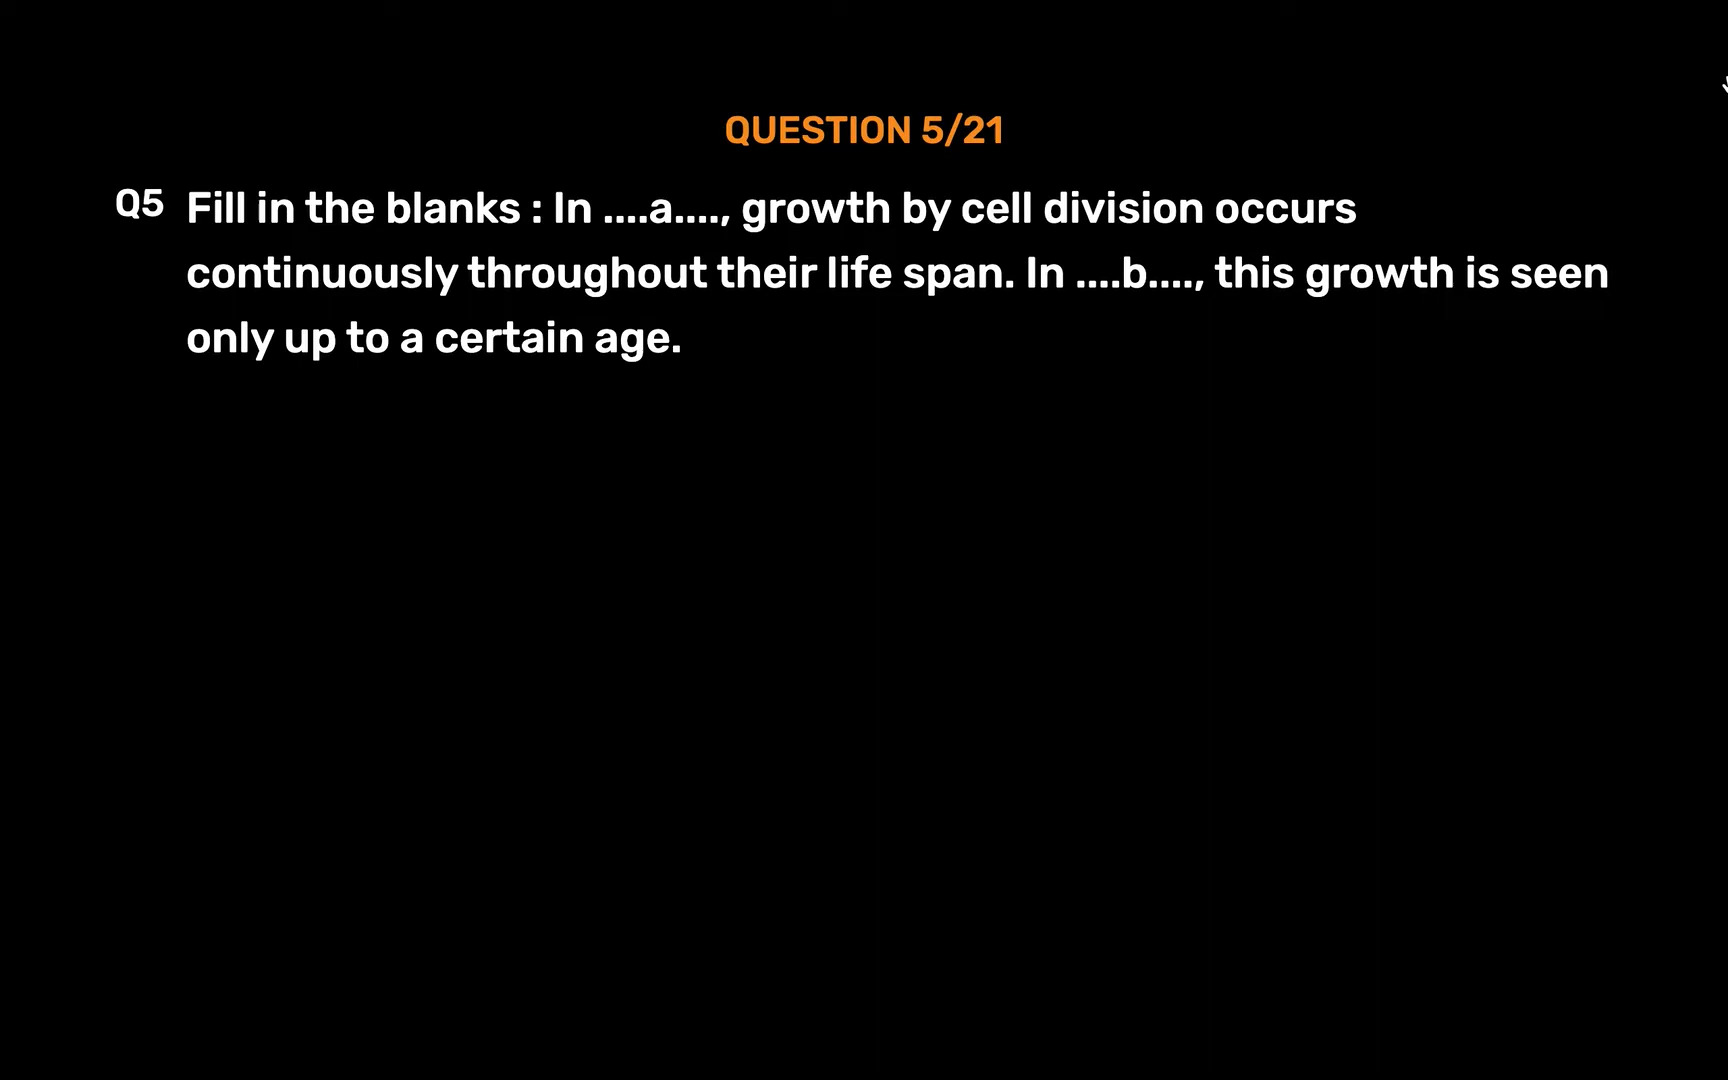 QUESTION 5/21
Q5 Fill in the blanks : In ....a...., growth by cell division occurs
continuously throughout their life span. In ....b...., this growth is seen
only up to a certain age.